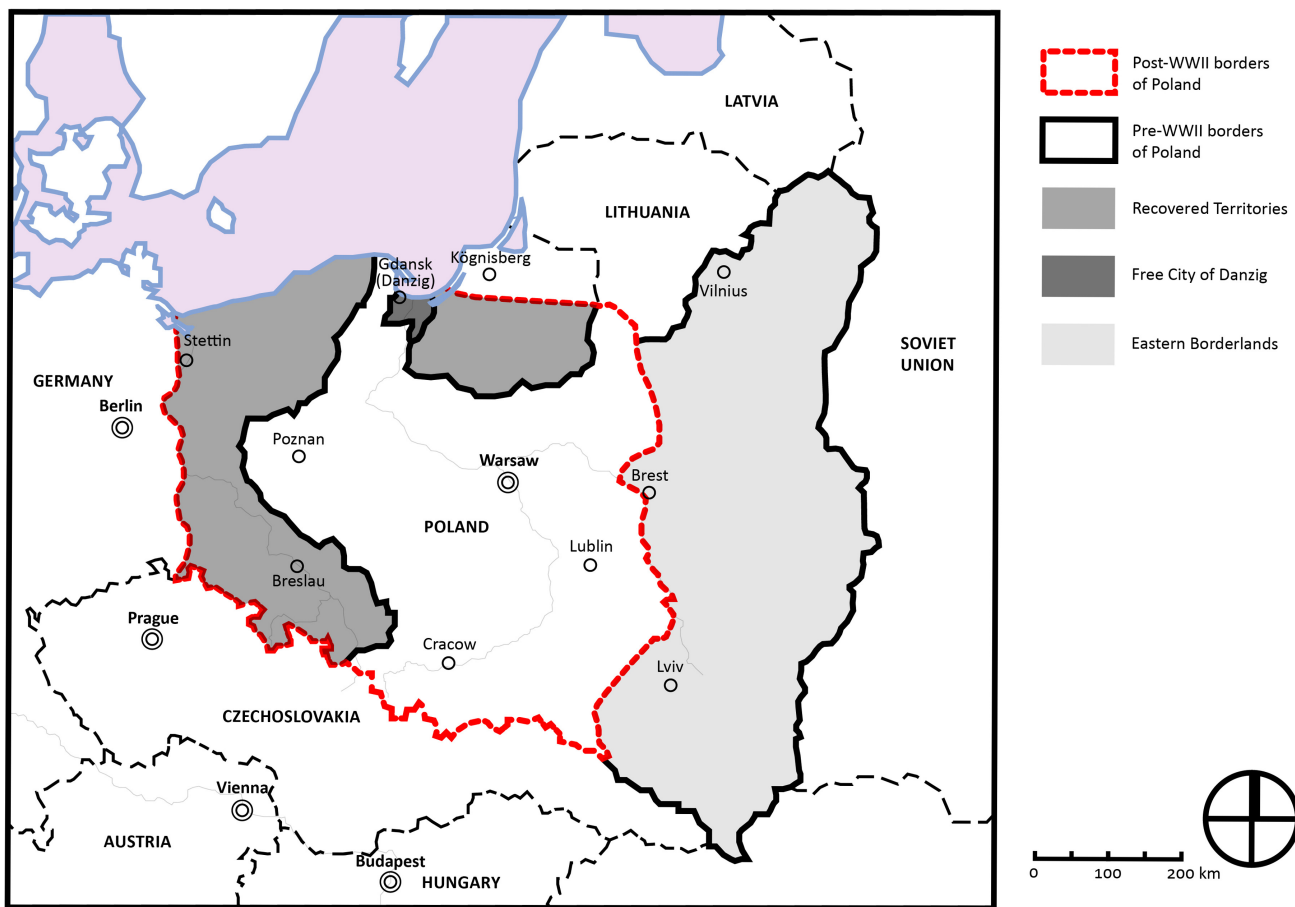 LATVIA
LITHUANIA
Kögnisberg
Gdansk
(Danzig)
Vilnius
Stettin
SOVIET
UNION
GERMANY
Berlin
Poznan
Warsaw
Brest
POLAND
Lublin
Breslau
Prague
Cracow
Lviv
CZECHOSLOVAKIA
Vienna
AUSTRIA
Budapest
HUNGARY
Post-WWII borders
of Poland
Pre-WWII borders
of Poland
Recovered Territories
Free City of Danzig
Eastern Borderlands
0 100 200 km